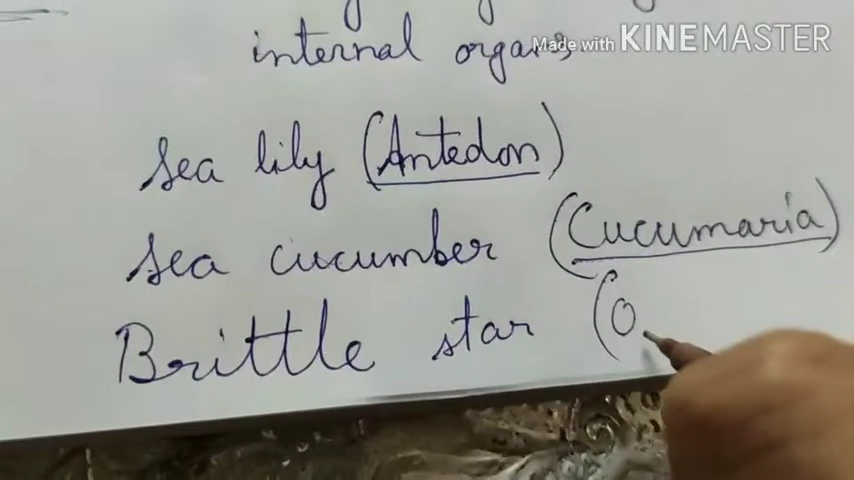 Made with KINEMASTER
internal organs
Sea lily (Antedon)
Sea cucumber (Cucumaria)
Brittle star (O